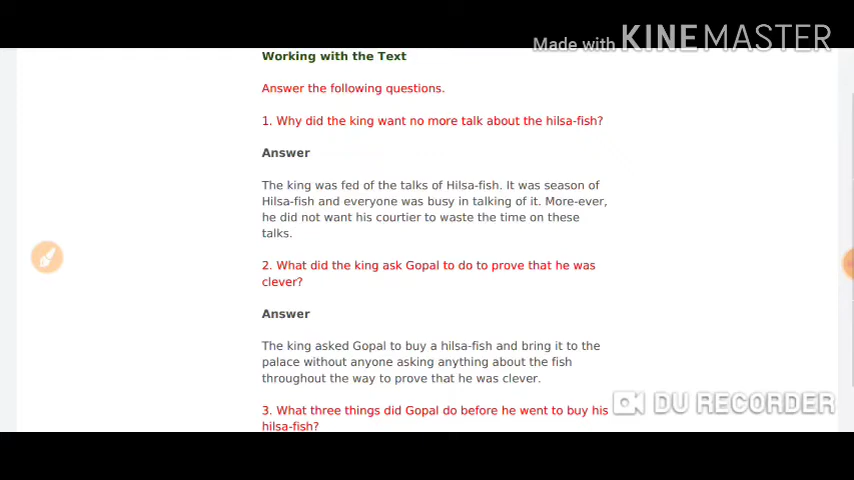 Made with KINEMASTER
Working with the Text
Answer the following questions.
1. Why did the king want no more talk about the hilsa-fish?
Answer
The king was fed of the talks of Hilsa-fish. It was season of
Hilsa-fish and everyone was busy in talking of it. More-ever,
he did not want his courtier to waste the time on these
talks.
2. What did the king ask Gopal to do to prove that he was
clever?
Answer
The king asked Gopal to buy a hilsa-fish and bring it to the
palace without anyone asking anything about the fish
throughout the way to prove that he was clever.
3. What three things did Gopal do before he went to buy his
hilsa-fish?
DU RECORDER